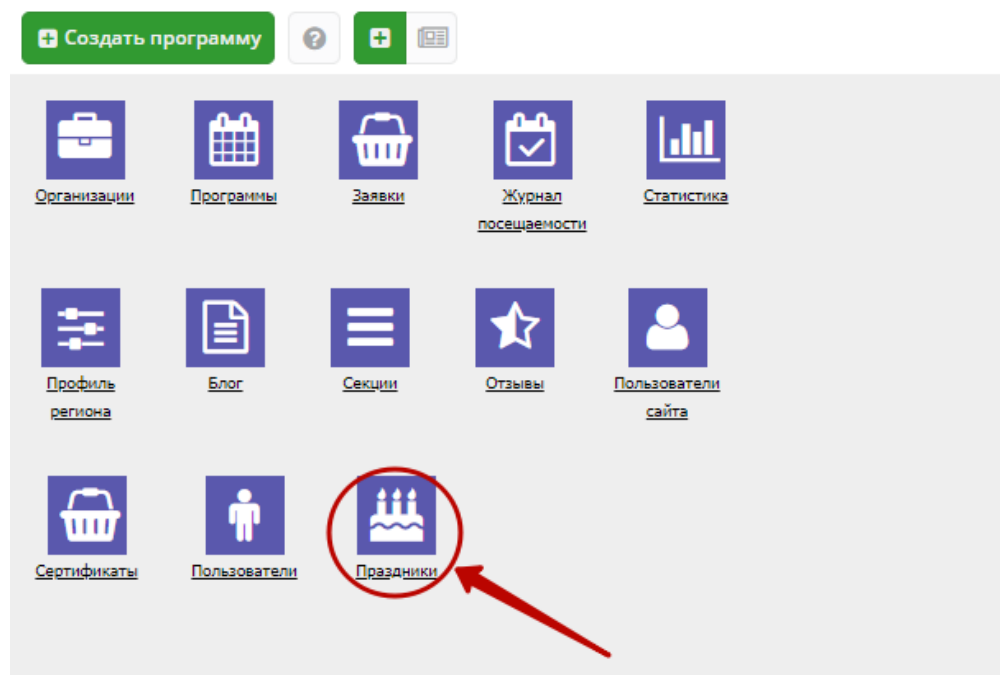 Создать программу
Организации
Программы
Заявки
Журнал
посещаемости
Статистика
Профиль
региона
Блог
Секции
Отзывы
Пользователи
сайта
Сертификаты
Пользователи
Праздники